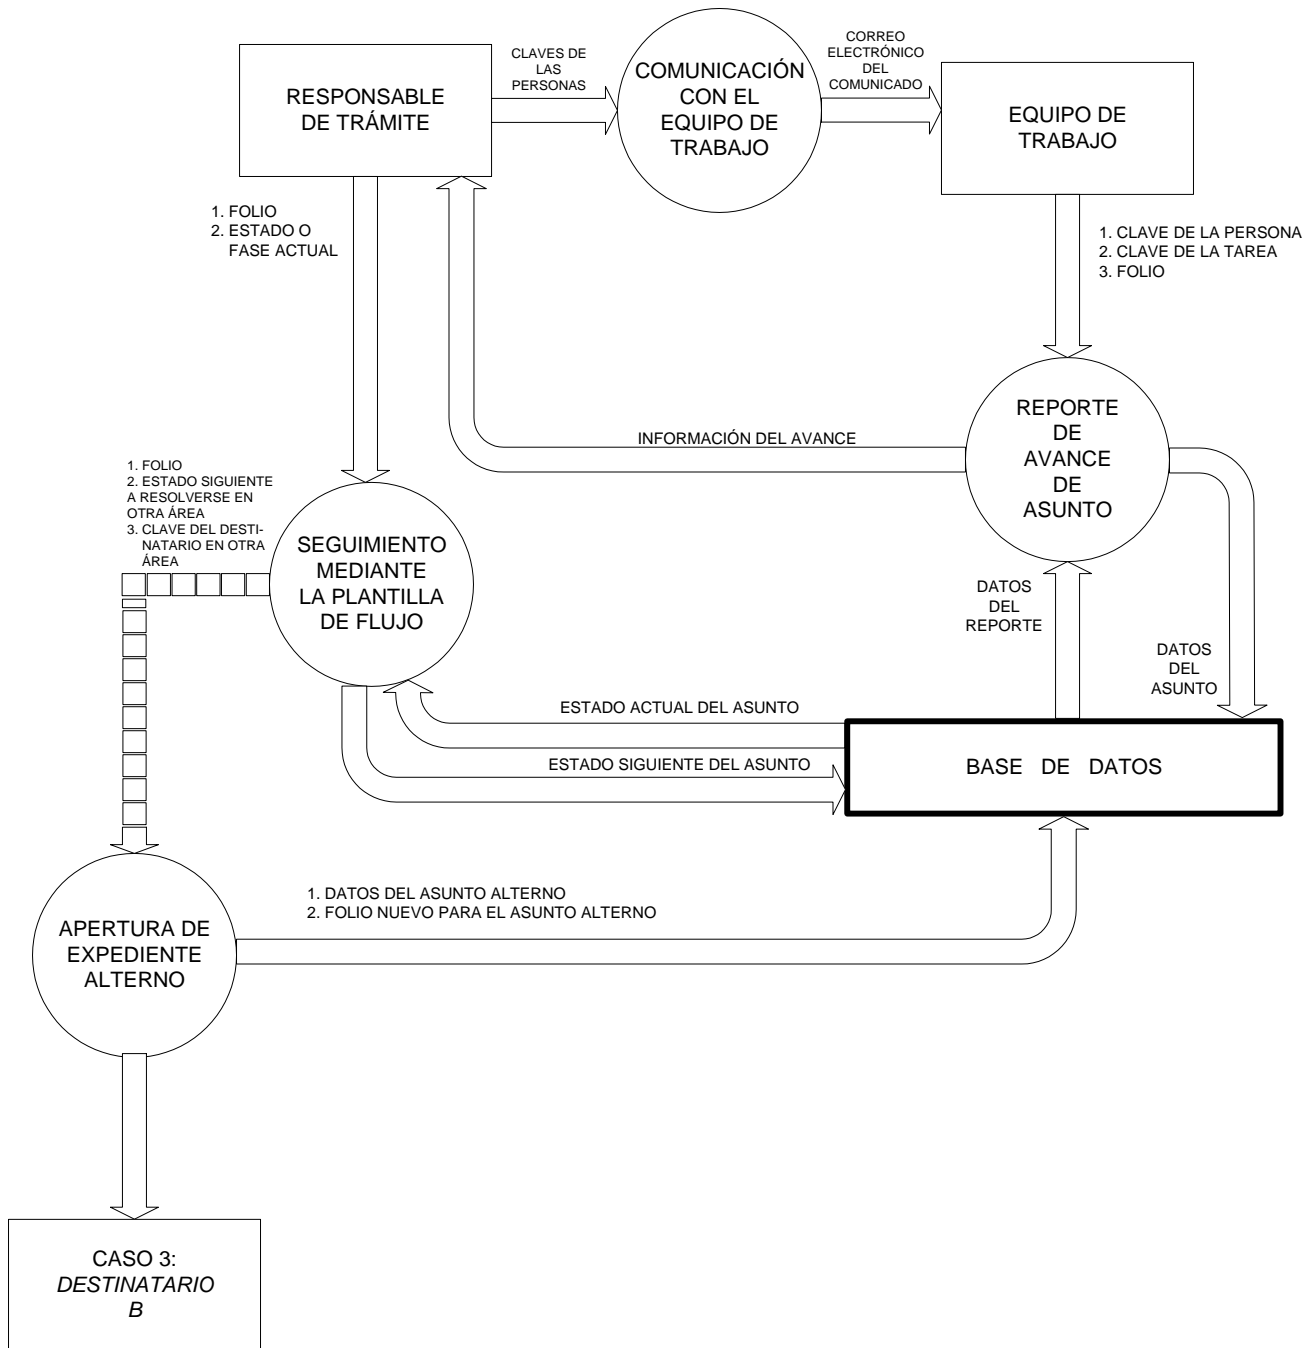 RESPONSABLE
DE TRÁMITE
CLAVES DE
LAS
PERSONAS
COMUNICACIÓN
CON EL
EQUIPO DE
TRABAJO
CORREO
ELECTRÓNICO
DEL
COMUNICADO
EQUIPO DE
TRABAJO
1. FOLIO
2. ESTADO O
FASE ACTUAL
1. CLAVE DE LA PERSONA
2. CLAVE DE LA TAREA
3. FOLIO
INFORMACIÓN DEL AVANCE
REPORTE
DE
AVANCE
DE
ASUNTO
1. FOLIO
2. ESTADO SIGUIENTE
A RESOLVERSE EN
OTRA ÁREA
3. CLAVE DEL DESTI-
NATARIO EN OTRA
ÁREA
SEGUIMIENTO
MEDIANTE
LA PLANTILLA
DE FLUJO
DATOS
DEL
REPORTE
DATOS
DEL
ASUNTO
ESTADO ACTUAL DEL ASUNTO
ESTADO SIGUIENTE DEL ASUNTO
BASE DE DATOS
1. DATOS DEL ASUNTO ALTERNO
2. FOLIO NUEVO PARA EL ASUNTO ALTERNO
APERTURA DE
EXPEDIENTE
ALTERNO
CASO 3:
DESTINATARIO
B